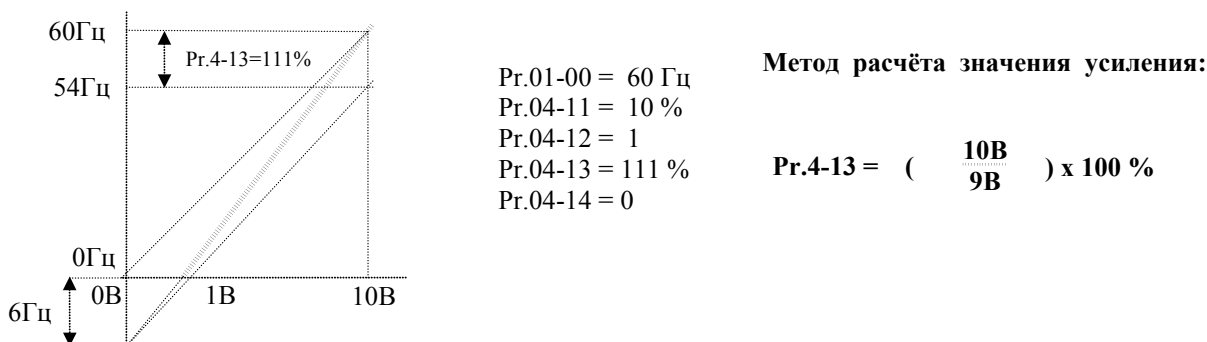 60Гц
Pr.4-13=111%
54Гц
0Гц
0В
1В
10В
6Гц
Pr.01-00 = 60 Гц
Pr.04-11 = 10 %
Pr.04-12 = 1
Pr.04-13 = 111 %
Pr.04-14 = 0
Метод расчёта значения усиления:
Pr.4-13 = ( 10В / 9В ) x 100 %